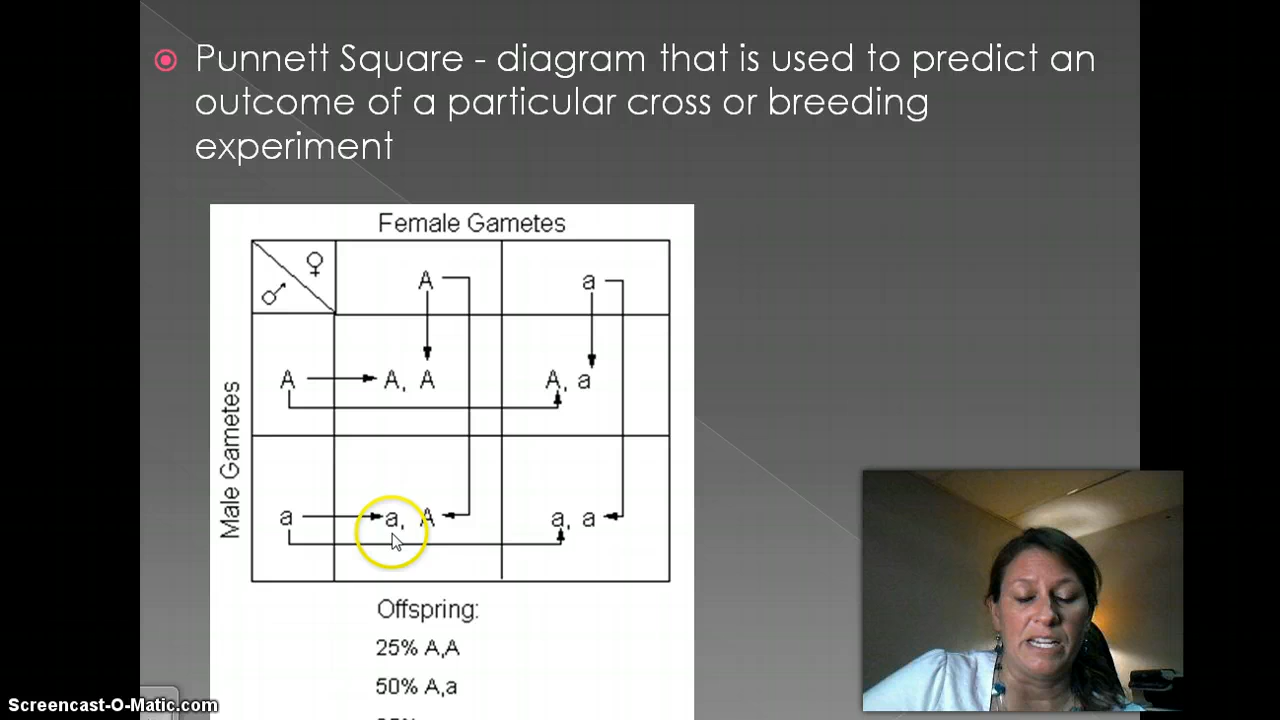 Punnett Square - diagram that is used to predict an
outcome of a particular cross or breeding
experiment
Female Gametes
♀
♂
A
a
Male Gametes
A
A, A
A, a
a
a, A
a, a
Offspring:
25% A,A
50% A,a
Screencast-O-Matic.com